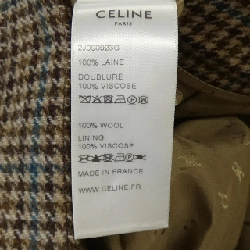 CELINE
PARIS
100% LAINE
DOUBLURE
100% VISCOSE
100% WOOL
LINING
100% VISCOSE
MADE IN FRANCE
WWW.CELINE.FR